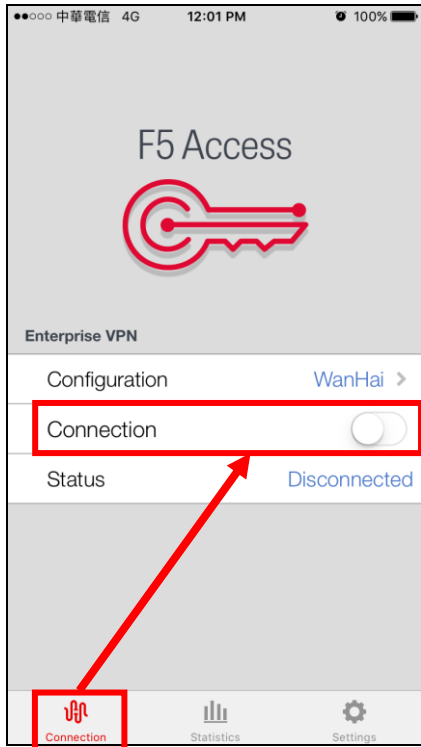 中華電信 4G 12:01 PM 100%
F5 Access
Enterprise VPN
Configuration WanHai
Connection
Status Disconnected
Connection Statistics Settings